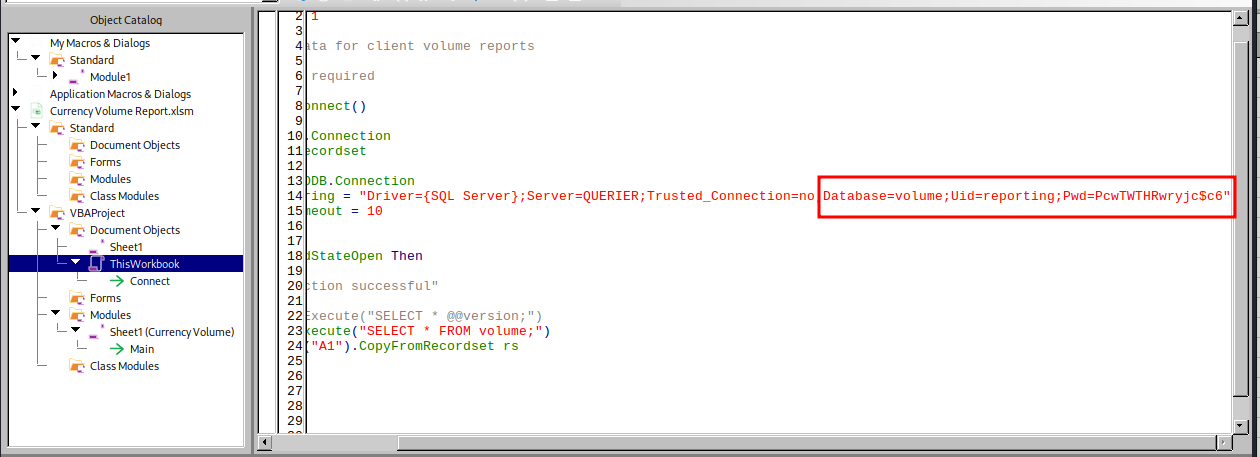 Object Catalog
My Macros & Dialogs
Standard
Module1
Application Macros & Dialogs
Currency Volume Report.xlsm
Standard
Document Objects
Forms
Modules
Class Modules
VBAProject
Document Objects
Sheet1
ThisWorkbook
Connect
Forms
Modules
Sheet1 (Currency Volume)
Main
Class Modules
2 1
3
4 ata for client volume reports
5
6 required
7
8 onnect()
9
10 .Connection
11 ecordset
12
13 ODB.Connection
14 ring = "Driver={SQL Server};Server=QUERIER;Trusted_Connection=no;Database=volume;Uid=reporting;Pwd=PcwTWTHRwryjc$c6"
15 meout = 10
16
17
18 dStateOpen Then
19
20 ction successful"
21
22 Execute("SELECT * @@version;")
23 xecute("SELECT * FROM volume;")
24 ("A1").CopyFromRecordset rs
25
26
27
28
29